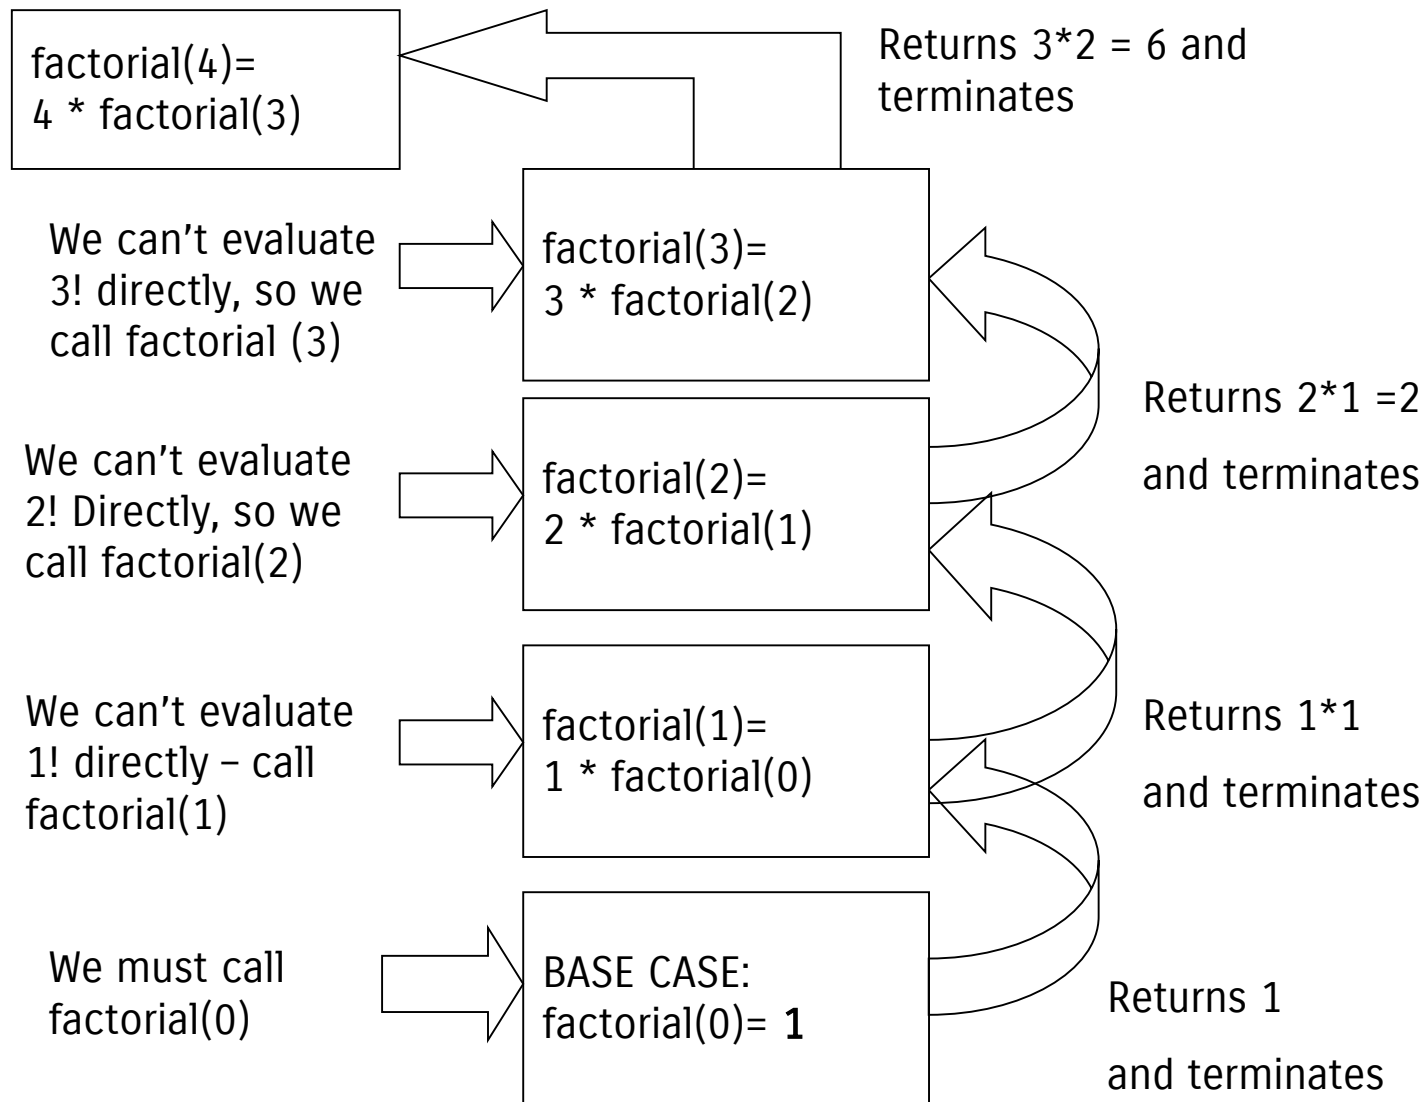 factorial(4)=
4 * factorial(3)
Returns 3*2 = 6 and
terminates
We can't evaluate
3! directly, so we
call factorial (3)
factorial(3)=
3 * factorial(2)
Returns 2*1 =2
and terminates
We can't evaluate
2! Directly, so we
call factorial(2)
factorial(2)=
2 * factorial(1)
We can't evaluate
1! directly – call
factorial(1)
factorial(1)=
1 * factorial(0)
Returns 1*1
and terminates
We must call
factorial(0)
BASE CASE:
factorial(0)= 1
Returns 1
and terminates